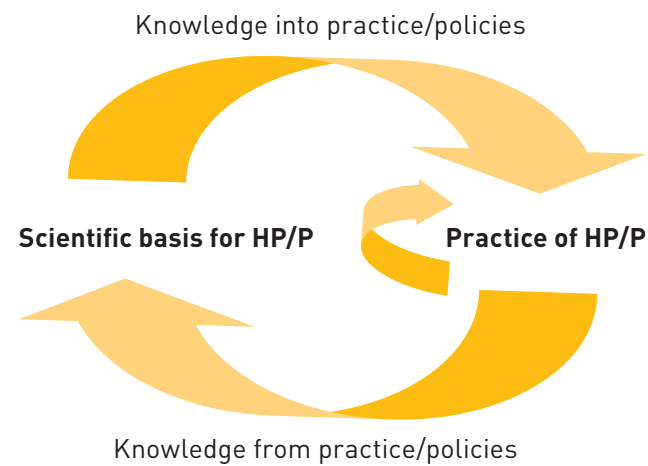 Knowledge into practice/policies
Scientific basis for HP/P
Practice of HP/P
Knowledge from practice/policies